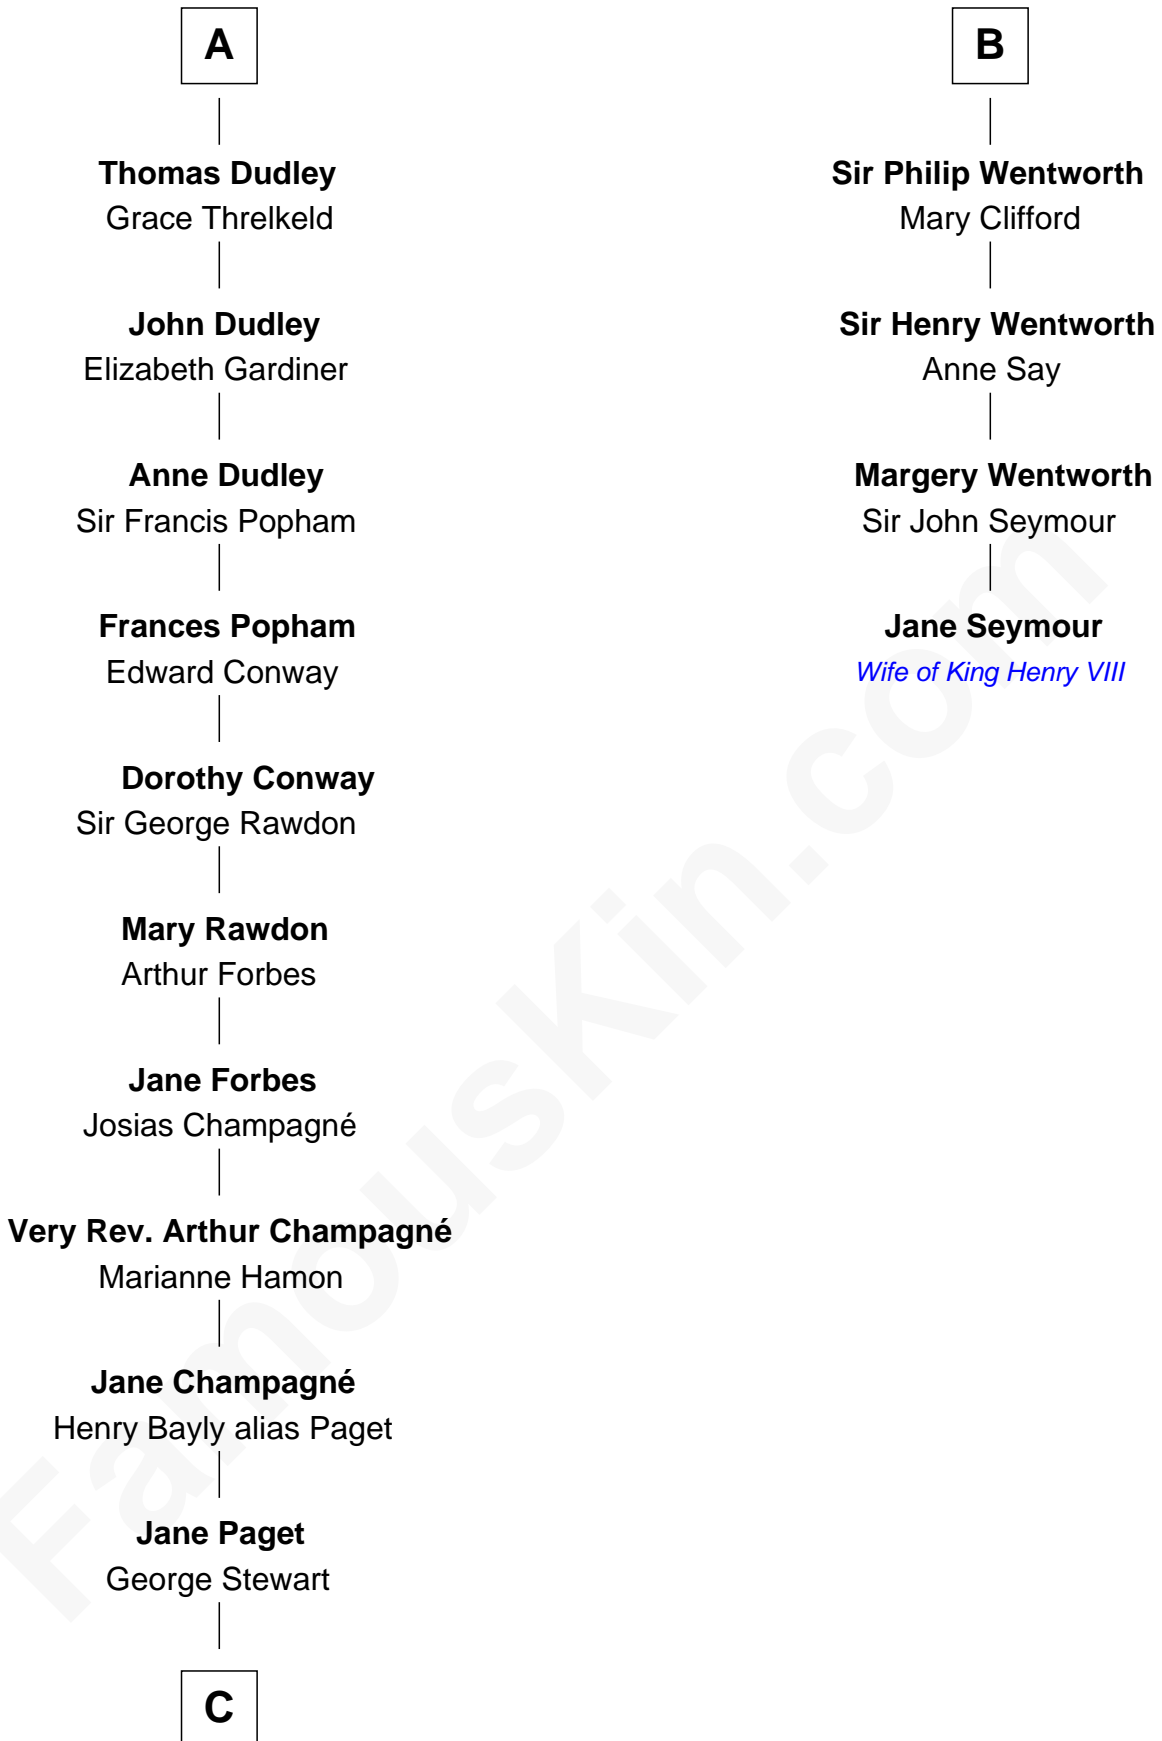 A
Thomas Dudley
Grace Threlkeld
John Dudley
Elizabeth Gardiner
Anne Dudley
Sir Francis Popham
Frances Popham
Edward Conway
Dorothy Conway
Sir George Rawdon
Mary Rawdon
Arthur Forbes
Jane Forbes
Josias Champagné
Very Rev. Arthur Champagné
Marianne Hamon
Jane Champagné
Henry Bayly alias Paget
Jane Paget
George Stewart
C
B
Sir Philip Wentworth
Mary Clifford
Sir Henry Wentworth
Anne Say
Margery Wentworth
Sir John Seymour
Jane Seymour
Wife of King Henry VIII
FamousKin.com